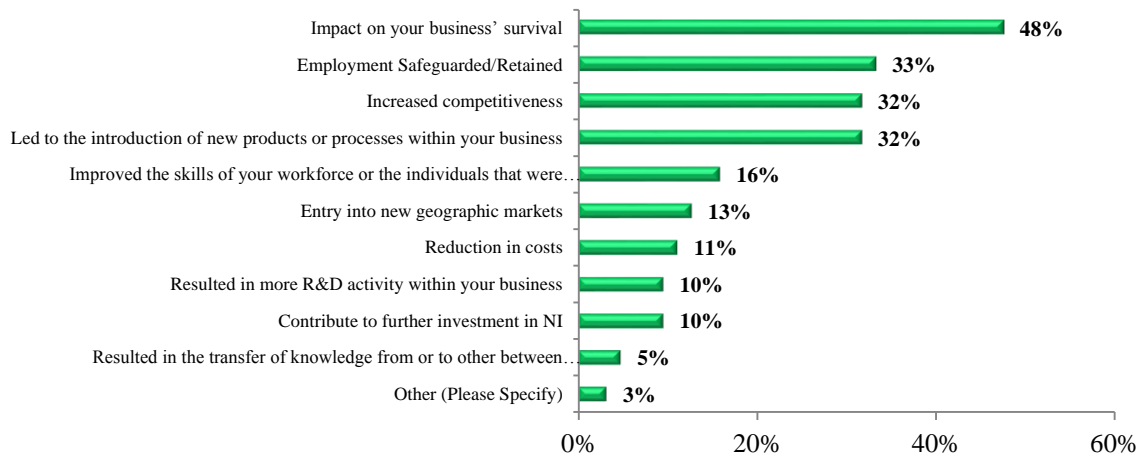 Impact on your business’ survival 48%
Employment Safeguarded/Retained 33%
Increased competitiveness 32%
Led to the introduction of new products or processes within your business 32%
Improved the skills of your workforce or the individuals that were… 16%
Entry into new geographic markets 13%
Reduction in costs 11%
Resulted in more R&D activity within your business 10%
Contribute to further investment in NI 10%
Resulted in the transfer of knowledge from or to other between… 5%
Other (Please Specify) 3%
0% 20% 40% 60%